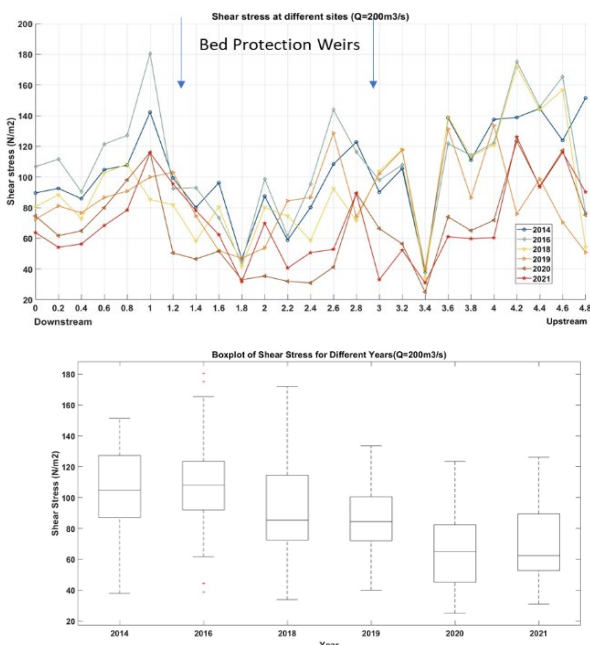 Shear stress at different sites (Q=200m3/s)
Bed Protection Weirs
Shear stress (N/m2)
200
180
160
140
120
100
80
60
40
20
0 0.2 0.4 0.6 0.8 1 1.2 1.4 1.6 1.8 2 2.2 2.4 2.6 2.8 3 3.2 3.4 3.6 3.8 4 4.2 4.4 4.6 4.8
Downstream Upstream
2014
2016
2018
2019
2020
2021
Boxplot of Shear Stress for Different Years(Q=200m3/s)
Shear Stress (N/m2)
180
160
140
120
100
80
60
40
20
2014 2016 2018 2019 2020 2021
Year